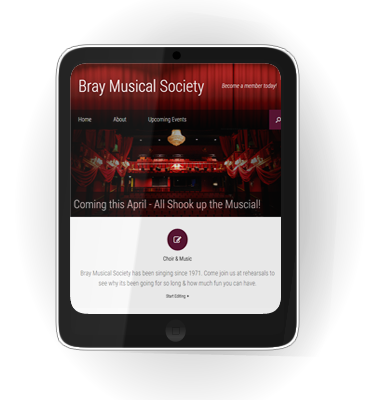 Bray Musical Society
Become a member today!
Home About Upcoming Events
Coming this April - All Shook up the Muscial!
Choir & Music
Bray Musical Society has been singing since 1971. Come join us at rehearsals to
see why its been going for so long & how much fun you can have.
Start Editing